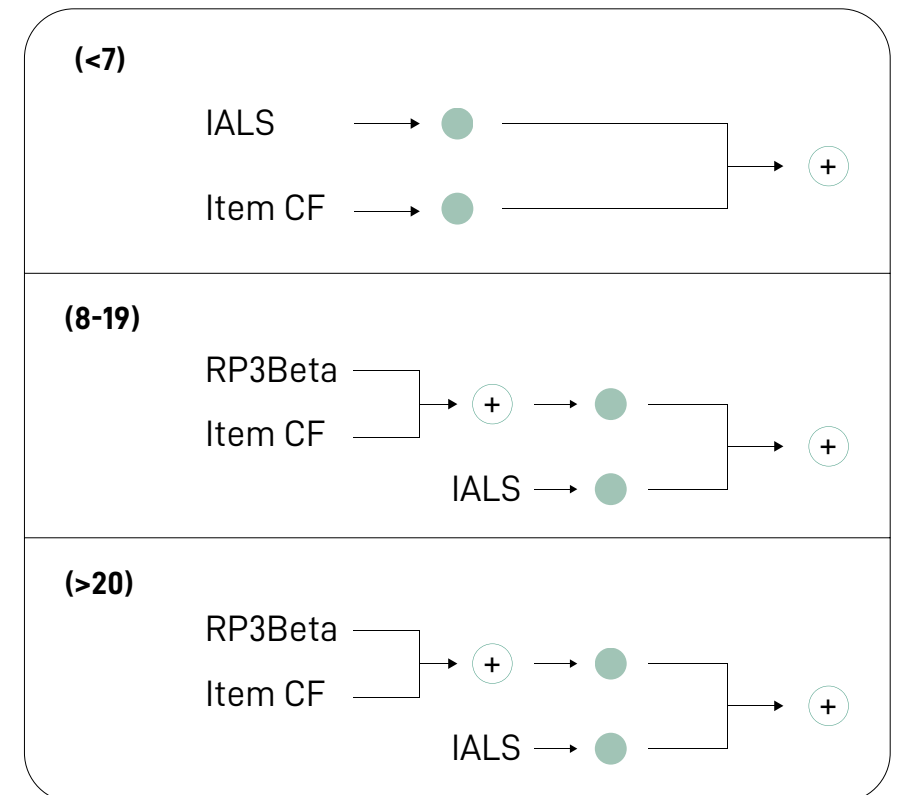 (<7)
IALS
+
Item CF
(8-19)
RP3Beta
+
Item CF
+
IALS
(>20)
RP3Beta
+
Item CF
+
IALS